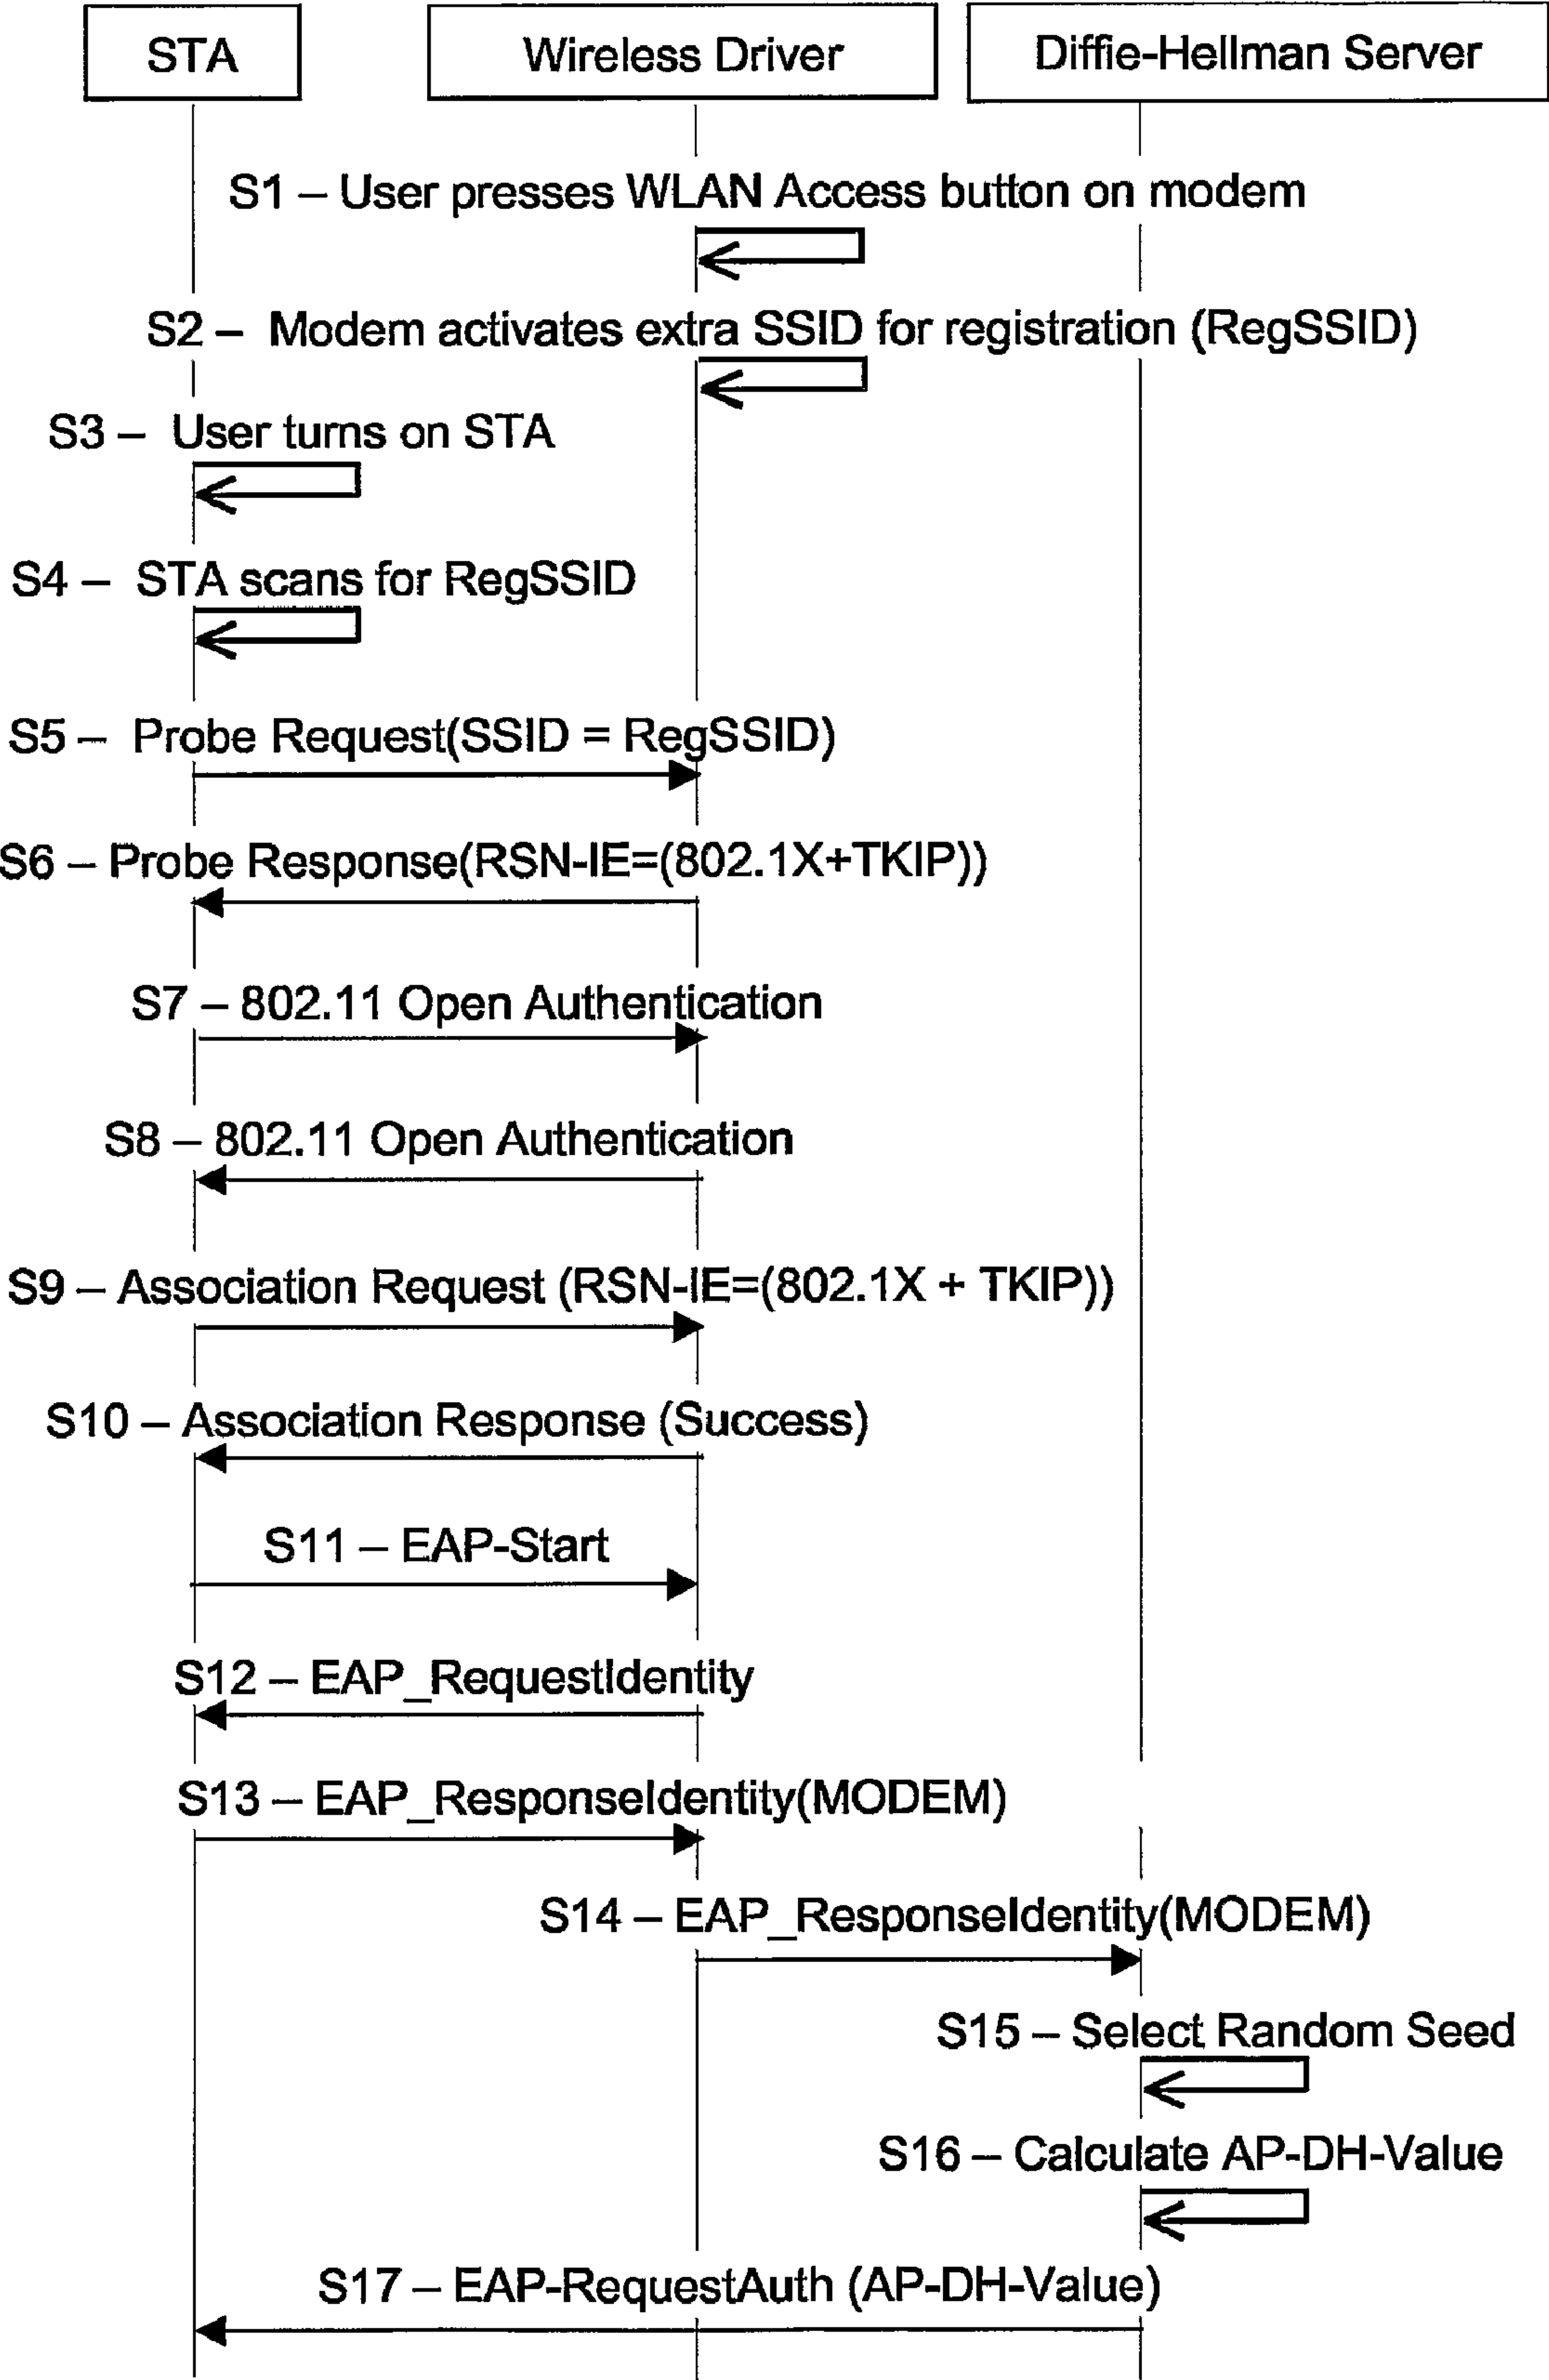 STA
Wireless Driver
Diffie-Hellman Server
S1 – User presses WLAN Access button on modem
S2 – Modem activates extra SSID for registration (RegSSID)
S3 – User turns on STA
S4 – STA scans for RegSSID
S5 – Probe Request(SSID = RegSSID)
S6 – Probe Response(RSN-IE=(802.1X+TKIP))
S7 – 802.11 Open Authentication
S8 – 802.11 Open Authentication
S9 – Association Request (RSN-IE=(802.1X + TKIP))
S10 – Association Response (Success)
S11 – EAP-Start
S12 – EAP_RequestIdentity
S13 – EAP_ResponseIdentity(MODEM)
S14 – EAP_ResponseIdentity(MODEM)
S15 – Select Random Seed
S16 – Calculate AP-DH-Value
S17 – EAP-RequestAuth (AP-DH-Value)